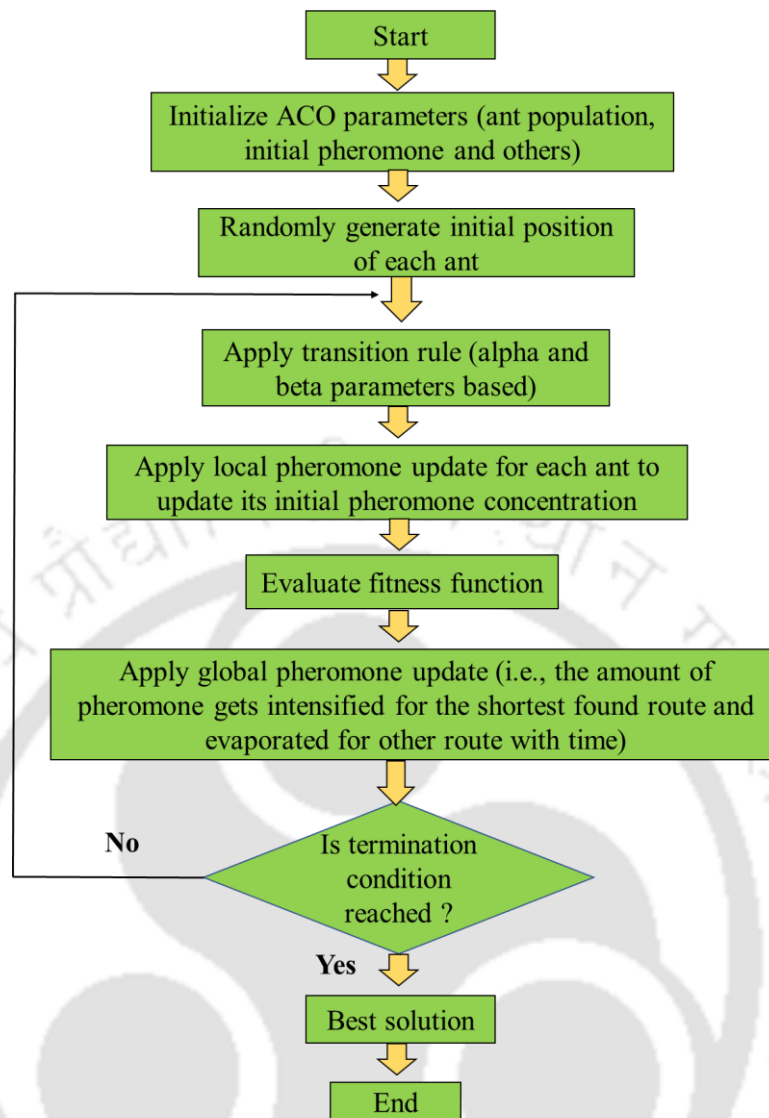 Start
Initialize ACO parameters (ant population,
initial pheromone and others)
Randomly generate initial position
of each ant
Apply transition rule (alpha and
beta parameters based)
Apply local pheromone update for each ant to
update its initial pheromone concentration
Evaluate fitness function
Apply global pheromone update (i.e., the amount of
pheromone gets intensified for the shortest found route and
evaporated for other route with time)
No
Is termination
condition
reached ?
Yes
Best solution
End